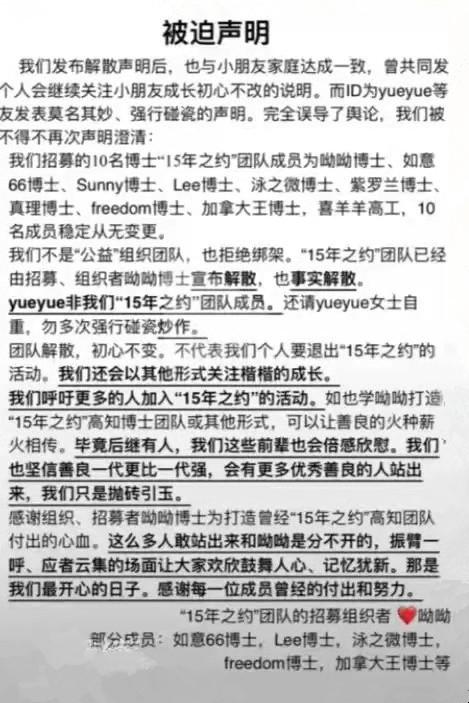 被迫声明
我们发布解散声明后，也与小朋友家庭达成一致，曾共同发
个人会继续关注小朋友成长初心不改的说明。而ID为yueyue等
友发表莫名其妙、强行碰瓷的声明。完全误导了舆论，我们被
不得不再次声明澄清：
我们招募的10名博士“15年之约”团队成员为呦呦博士、如意
66博士、Sunny博士、Lee博士、泳之微博士、紫罗兰博士、
真理博士、freedom博士、加拿大王博士，喜羊羊高工，10
名成员稳定从无变更。
我们不是“公益”组织团队，也拒绝绑架。“15年之约”团队已经
由招募、组织者呦呦博士宣布解散，也事实解散。
yueyue非我们“15年之约”团队成员。还请yueyue女士自
重，勿多次强行碰瓷炒作。
团队解散，初心不变。不代表我们个人要退出“15年之约”的
活动。我们还会以其他形式关注楷楷的成长。
我们呼吁更多的人加入“15年之约”的活动。如也学呦呦打造
“15年之约”高知博士团队或其他形式，可以让善良的火种薪
火相传。毕竟后继有人，我们这些前辈也会倍感欣慰。我们
也坚信善良一代更比一代强，会有更多优秀善良的人站出
来，我们只是抛砖引玉。
感谢组织、招募者呦呦博士为打造曾经“15年之约”高知团队
付出的心血。这么多人敢站出来和呦呦是分不开的，振臂一
呼、应者云集的场面让大家欢欣鼓舞人心、记忆犹新。那是
我们最开心的日子。感谢每一位成员曾经的付出和努力。
“15年之约”团队的招募组织者 ❤️呦呦
部分成员：如意66博士，Lee博士，泳之微博士，
freedom博士，加拿大王博士等